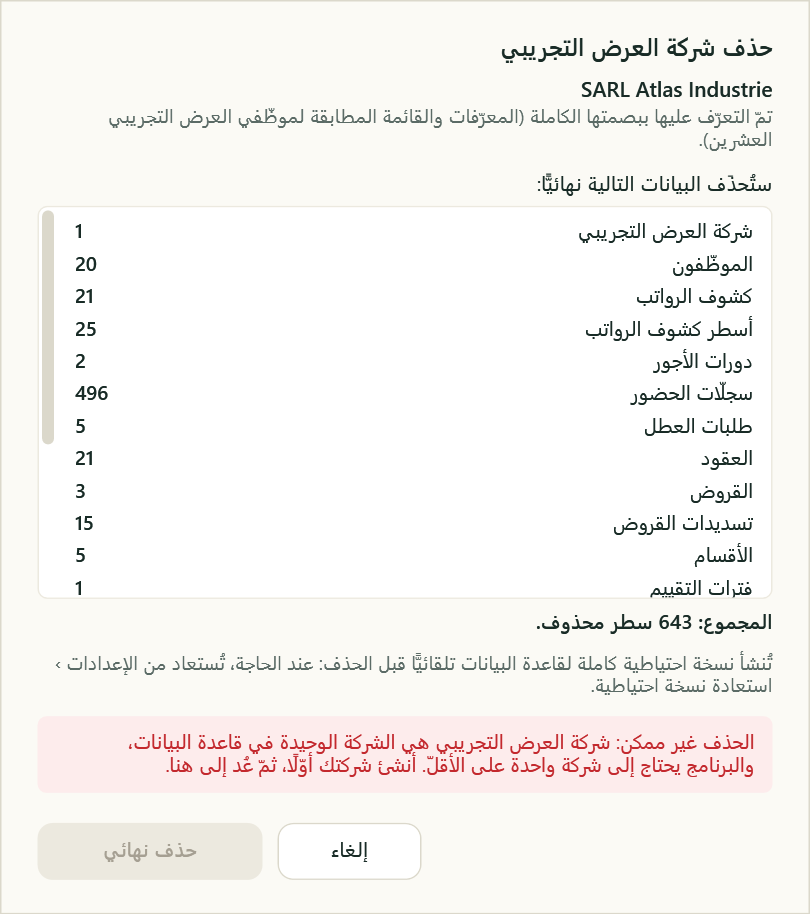 حذف شركة العرض التجريبي
SARL Atlas Industrie
تمّ التعرّف عليها ببصمتها الكاملة (المعرّفات والقائمة المطابقة لموظّفي العرض التجريبي
العشرين).
ستُحذَف البيانات التالية نهائيًّا:
شركة العرض التجريبي 1
الموظّفون 20
كشوف الرواتب 21
أسطر كشوف الرواتب 25
دورات الأجور 2
سجلّات الحضور 496
طلبات العطل 5
العقود 21
القروض 3
تسديدات القروض 15
الأقسام 5
فترات التقييم 1
المجموع: 643 سطر محذوف.
تُنشأ نسخة احتياطية كاملة لقاعدة البيانات تلقائيًّا قبل الحذف: عند الحاجة، تُستعاد من الإعدادات ›
استعادة نسخة احتياطية.
الحذف غير ممكن: شركة العرض التجريبي هي الشركة الوحيدة في قاعدة البيانات،
والبرنامج يحتاج إلى شركة واحدة على الأقلّ. أنشئ شركتك أوّلًا، ثمّ عُد إلى هنا.
إلغاء
حذف نهائي